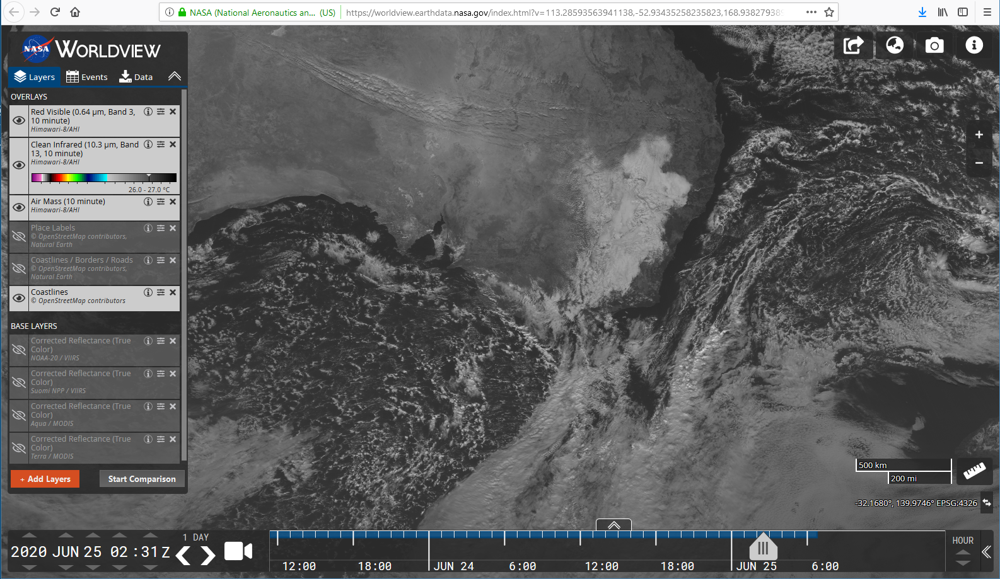 NASA (National Aeronautics an... (US)
https://worldview.earthdata.nasa.gov/index.html?v=113.28593563941138,-52.93435258235823,168.938279389
NASA WORLDVIEW
Layers Events Data
OVERLAYS
Red Visible (0.64 µm, Band 3,
10 minute)
Himawari-8/AHI
Clean Infrared (10.3 µm, Band
13, 10 minute)
Himawari-8/AHI
26.0 - 27.0 °C
Air Mass (10 minute)
Himawari-8/AHI
Place Labels
© OpenStreetMap contributors,
Natural Earth
Coastlines / Borders / Roads
© OpenStreetMap contributors,
Natural Earth
Coastlines
© OpenStreetMap contributors
BASE LAYERS
Corrected Reflectance (True
Color)
NOAA-20 / VIIRS
Corrected Reflectance (True
Color)
Suomi NPP / VIIRS
Corrected Reflectance (True
Color)
Aqua / MODIS
Corrected Reflectance (True
Color)
Terra / MODIS
+ Add Layers Start Comparison
500 km
200 mi
-32.1680°, 139.9746° EPSG:4326
1 DAY
2020 JUN 25 02 :31 Z
12:00 18:00 JUN 24 6:00 12:00 18:00 JUN 25 6:00
HOUR